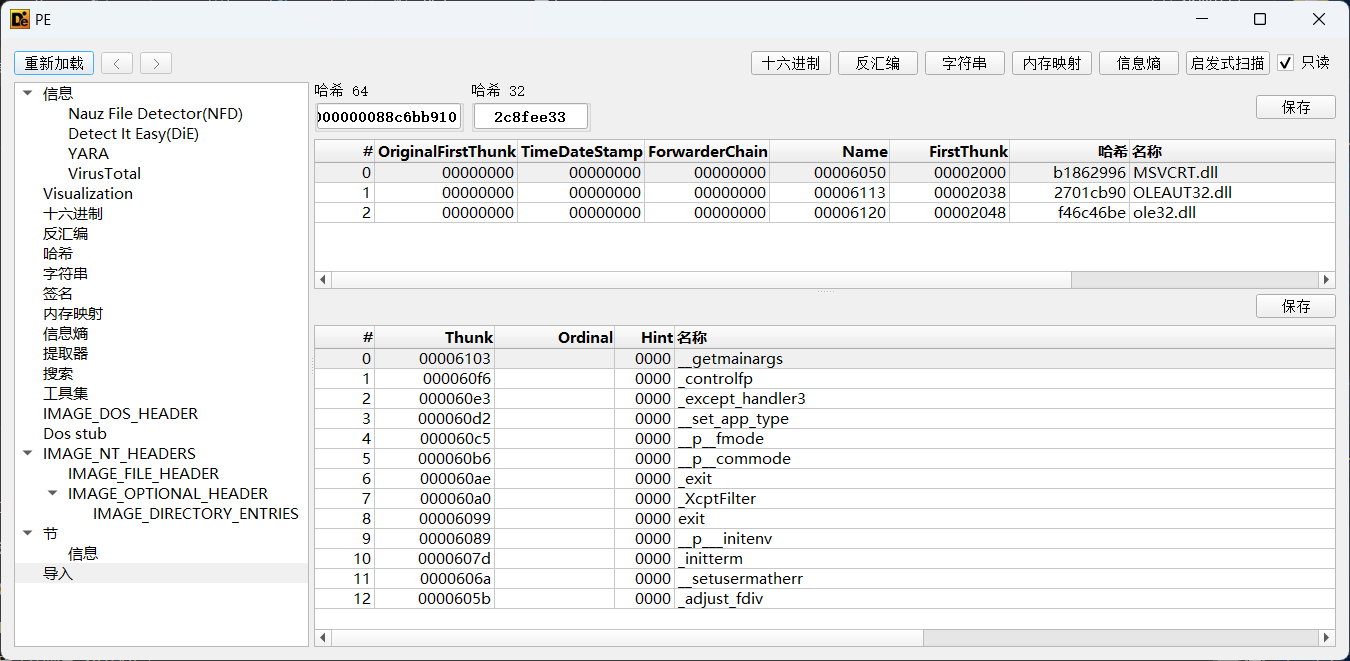 PE
重新加载 < > 十六进制 反汇编 字符串 内存映射 信息熵 启发式扫描 只读
信息
Nauz File Detector(NFD)
Detect It Easy(DiE)
YARA
VirusTotal
Visualization
十六进制
反汇编
哈希
字符串
签名
内存映射
信息熵
提取器
搜索
工具集
IMAGE_DOS_HEADER
Dos stub
IMAGE_NT_HEADERS
IMAGE_FILE_HEADER
IMAGE_OPTIONAL_HEADER
IMAGE_DIRECTORY_ENTRIES
节
信息
导入
哈希 64 哈希 32
000000088c6bb910 2c8fee33 保存
# OriginalFirstThunk TimeDateStamp ForwarderChain Name FirstThunk 哈希 名称
0 00000000 00000000 00000000 00006050 00002000 b1862996 MSVCRT.dll
1 00000000 00000000 00000000 00006113 00002038 2701cb90 OLEAUT32.dll
2 00000000 00000000 00000000 00006120 00002048 f46c46be ole32.dll
保存
# Thunk Ordinal Hint 名称
0 00006103 0000 __getmainargs
1 000060f6 0000 _controlfp
2 000060e3 0000 _except_handler3
3 000060d2 0000 __set_app_type
4 000060c5 0000 __p__fmode
5 000060b6 0000 __p__commode
6 000060ae 0000 _exit
7 000060a0 0000 _XcptFilter
8 00006099 0000 exit
9 00006089 0000 __p___initenv
10 0000607d 0000 _initterm
11 0000606a 0000 __setusermatherr
12 0000605b 0000 _adjust_fdiv